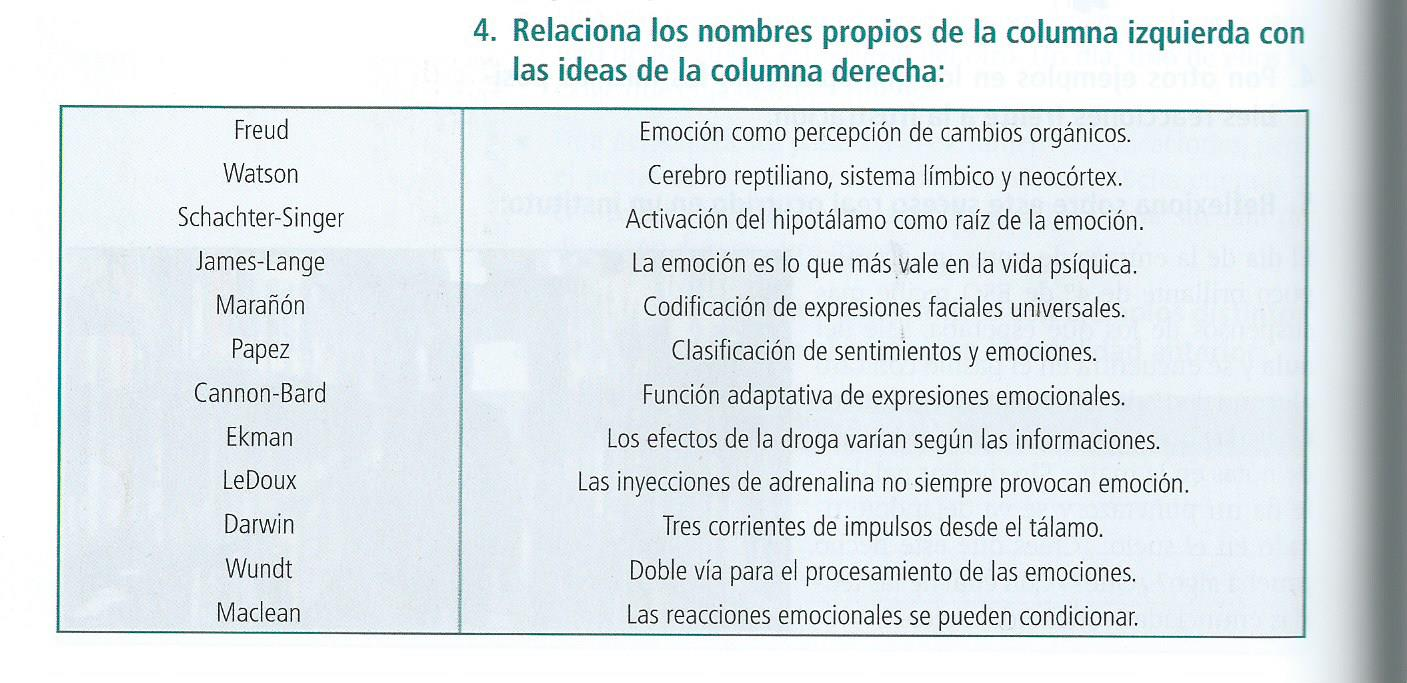 4. Relaciona los nombres propios de la columna izquierda con
las ideas de la columna derecha:
Freud Emoción como percepción de cambios orgánicos.
Watson Cerebro reptiliano, sistema límbico y neocórtex.
Schachter-Singer Activación del hipotálamo como raíz de la emoción.
James-Lange La emoción es lo que más vale en la vida psíquica.
Marañón Codificación de expresiones faciales universales.
Papez Clasificación de sentimientos y emociones.
Cannon-Bard Función adaptativa de expresiones emocionales.
Ekman Los efectos de la droga varían según las informaciones.
LeDoux Las inyecciones de adrenalina no siempre provocan emoción.
Darwin Tres corrientes de impulsos desde el tálamo.
Wundt Doble vía para el procesamiento de las emociones.
Maclean Las reacciones emocionales se pueden condicionar.